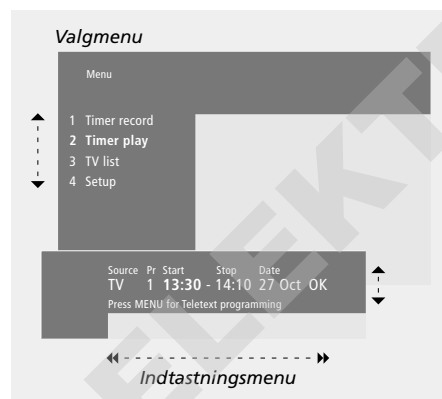 Valgmenu
Menu
1 Timer record
2 Timer play
3 TV list
4 Setup
Source Pr Start Stop Date
TV 1 13:30 - 14:10 27 Oct OK
Press MENU for Teletext programming
Indtastningsmenu